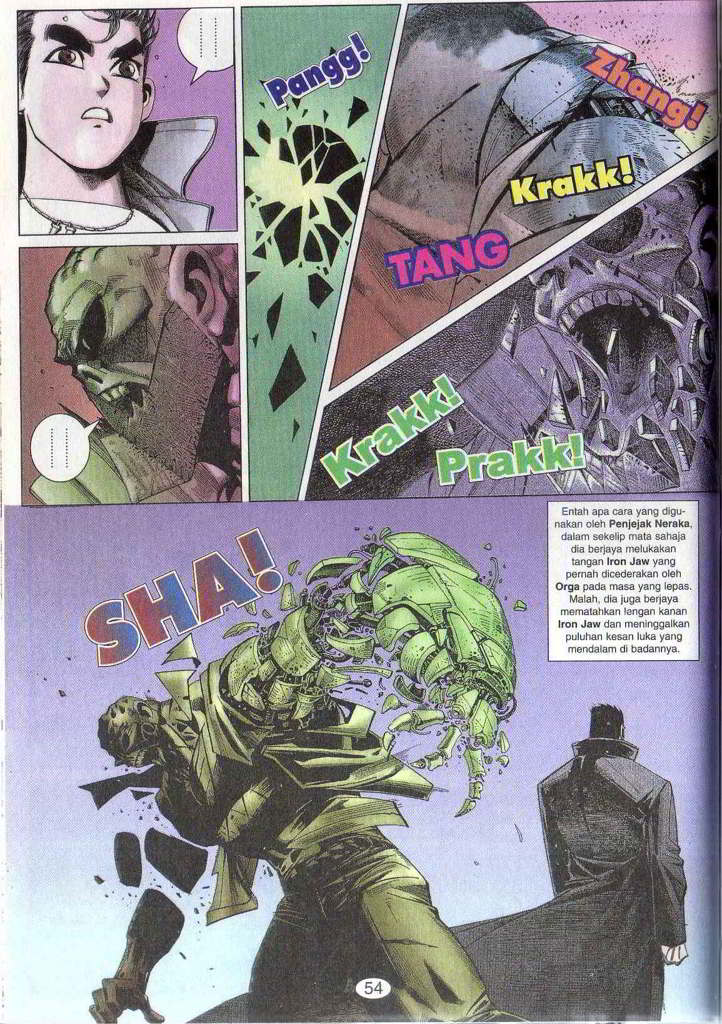 Pangg!
Zhang!
Krakk!
TANG
Krakk!
Prakk!
Entah apa cara yang digu-
nakan oleh Penjejak Neraka,
dalam sekelip mata sahaja
dia berjaya melukakan
tangan Iron Jaw yang
pernah dicederakan oleh
Orga pada masa yang lepas.
Malah, dia juga berjaya
mematahkan lengan kanan
Iron Jaw dan meninggalkan
puluhan kesan luka yang
mendalam di badannya.
SHA!
54